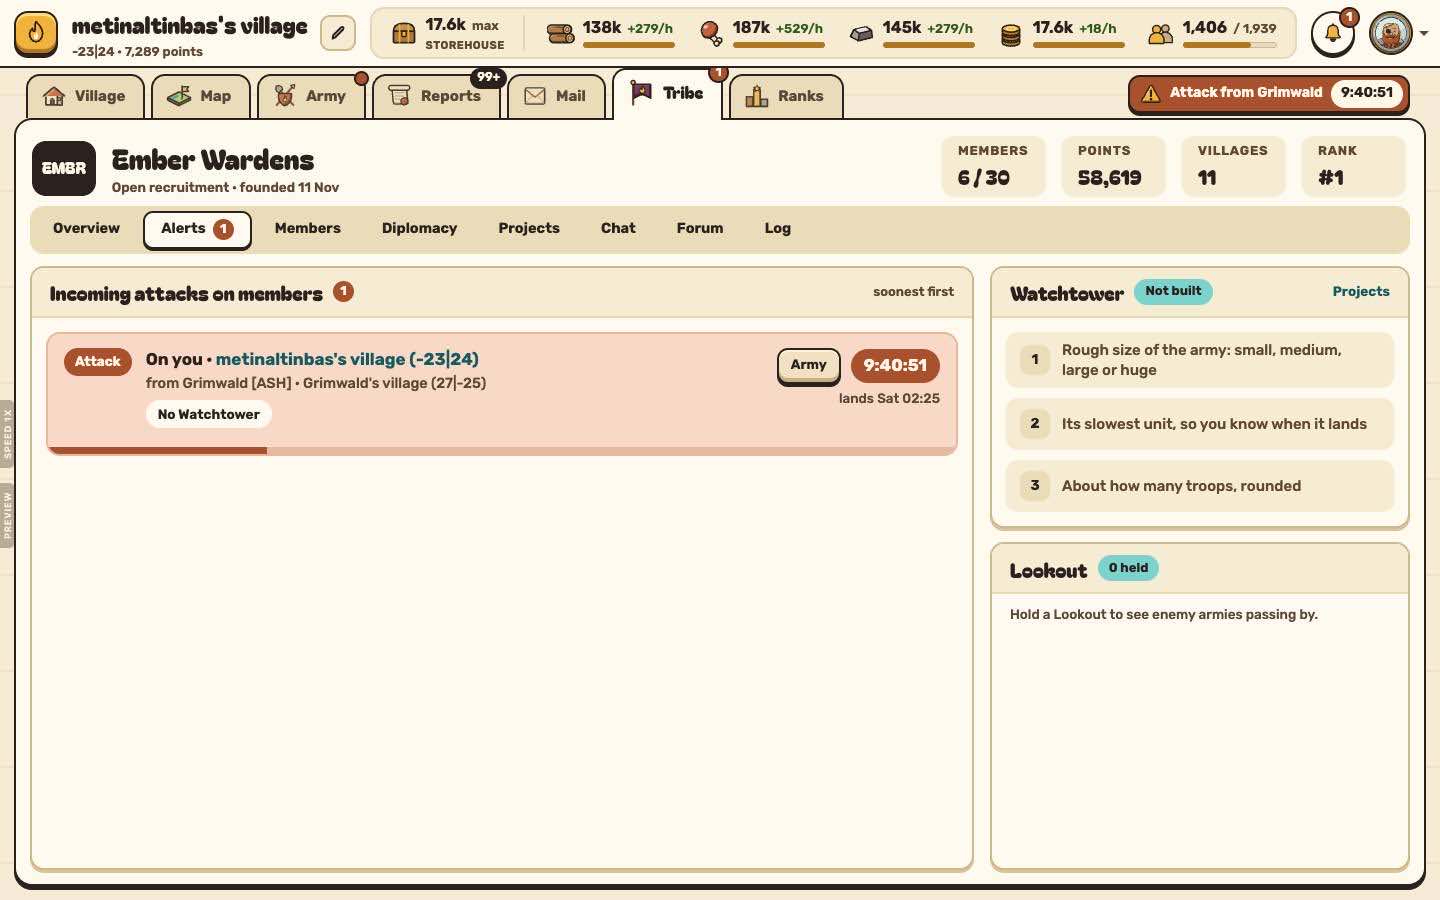 metinaltinbas's village
-23|24 • 7,289 points
17.6k max
STOREHOUSE
138k +279/h
187k +529/h
145k +279/h
17.6k +18/h
1,406 / 1,939
1
Village
Map
Army
Reports
99+
Mail
Tribe
1
Ranks
Attack from Grimwald 9:40:51
EMBR
Ember Wardens
Open recruitment • founded 11 Nov
MEMBERS
6 / 30
POINTS
58,619
VILLAGES
11
RANK
#1
Overview
Alerts 1
Members
Diplomacy
Projects
Chat
Forum
Log
Incoming attacks on members 1
soonest first
Attack
On you • metinaltinbas's village (-23|24)
from Grimwald [ASH] • Grimwald's village (27|-25)
No Watchtower
Army
9:40:51
lands Sat 02:25
Watchtower Not built
Projects
1 Rough size of the army: small, medium,
large or huge
2 Its slowest unit, so you know when it lands
3 About how many troops, rounded
Lookout 0 held
Hold a Lookout to see enemy armies passing by.
SPEED 1X
PREVIEW